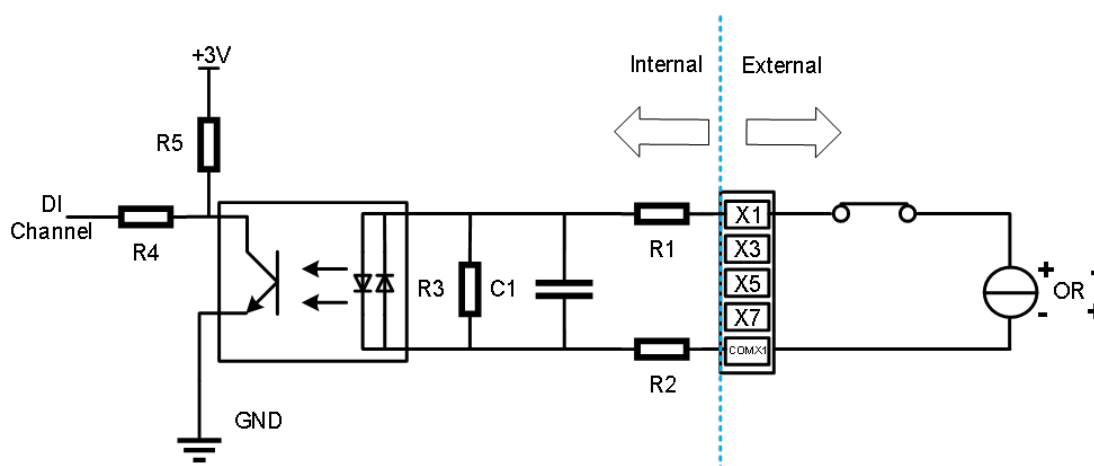 +3V
Internal
External
R5
DI
Channel
R4
R3
C1
R1
X1
X3
X5
X7
COMX1
R2
+
OR
-
-
+
GND